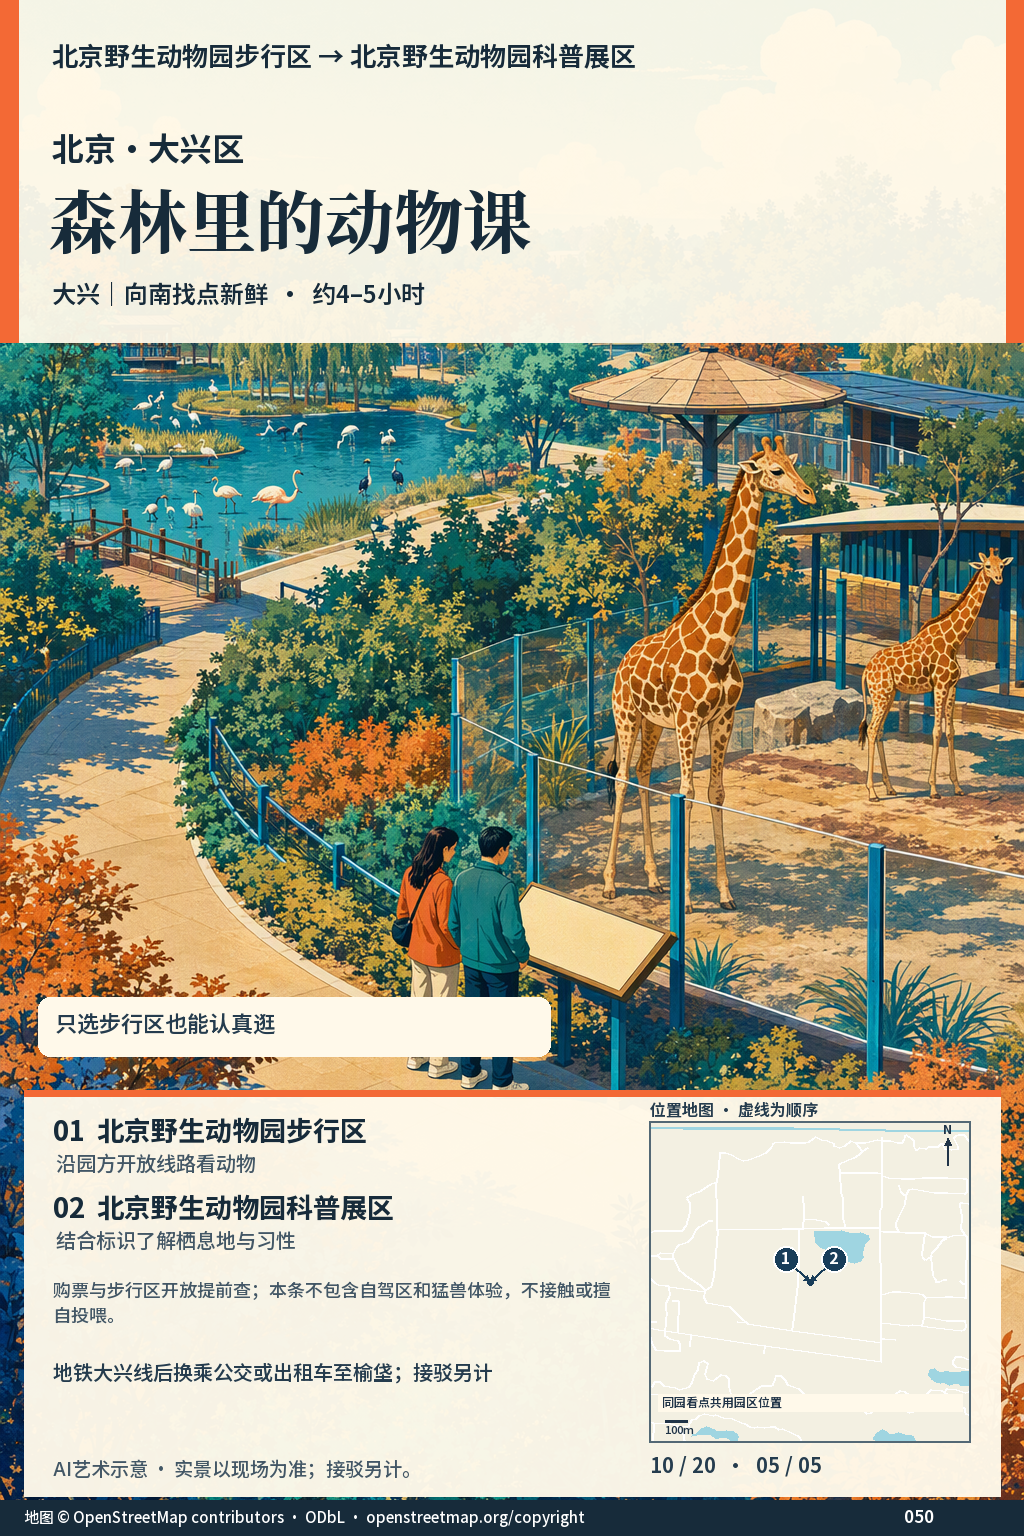 北京野生动物园步行区 → 北京野生动物园科普展区
北京·大兴区
森林里的动物课
大兴｜向南找点新鲜 · 约4–5小时
只选步行区也能认真逛
01 北京野生动物园步行区
沿园方开放线路看动物
02 北京野生动物园科普展区
结合标识了解栖息地与习性
购票与步行区开放提前查；本条不包含自驾区和猛兽体验，不接触或擅
自投喂。
地铁大兴线后换乘公交或出租车至榆垡；接驳另计
AI艺术示意 · 实景以现场为准；接驳另计。
位置地图 · 虚线为顺序
N
1 2
同园看点共用园区位置
100m
10 / 20 · 05 / 05
地图 © OpenStreetMap contributors · ODbL · openstreetmap.org/copyright
050